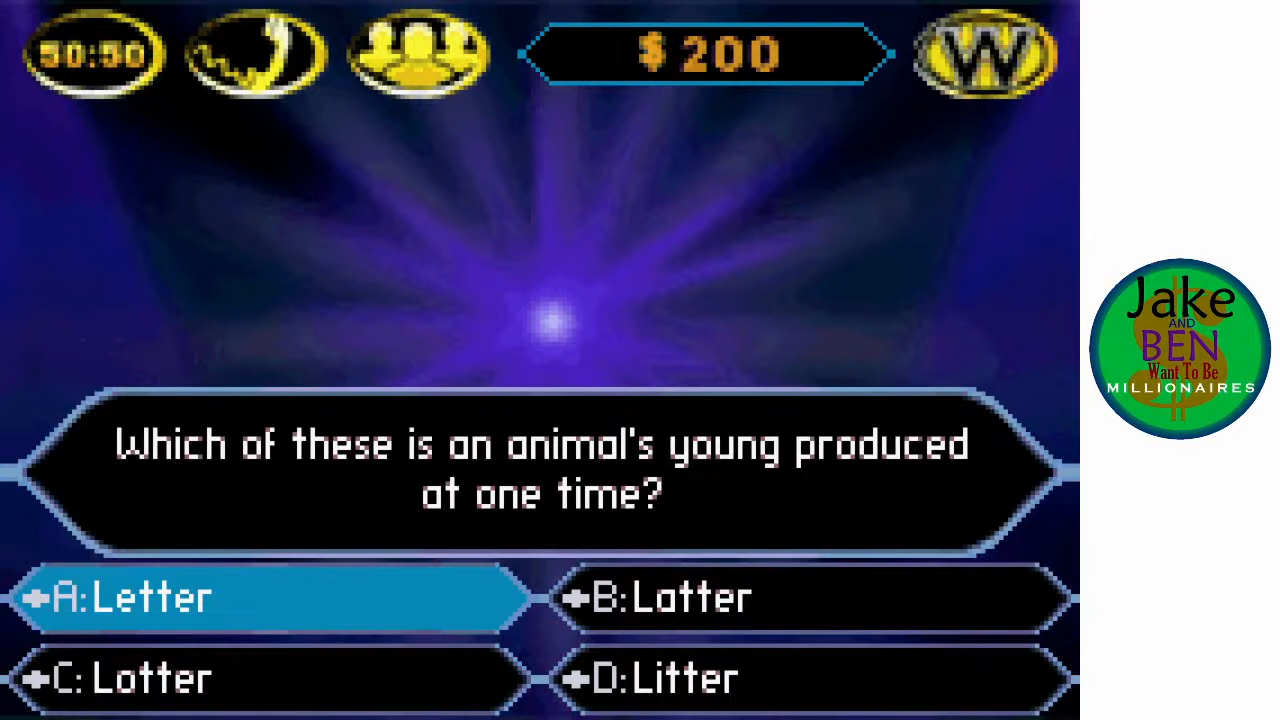 50:50
$ 200
W
Which of these is an animal's young produced
at one time?
A: Letter
B: Latter
C: Lotter
D: Litter
Jake
AND
BEN
Want To Be
MILLIONAIRES